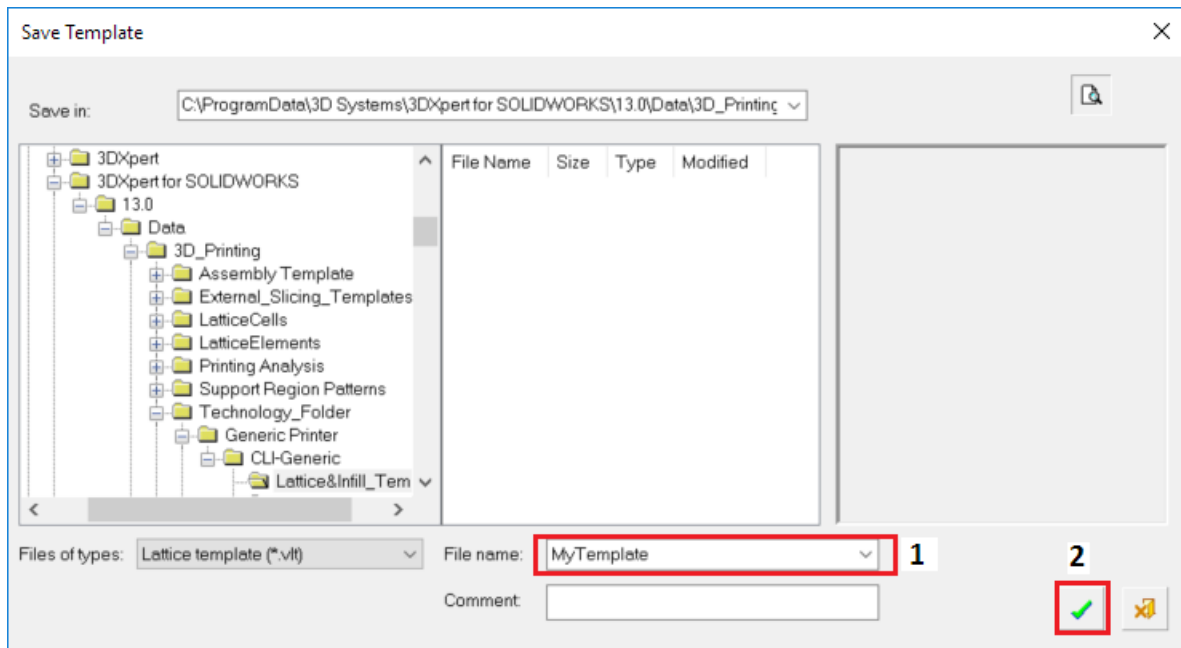 Save Template
Save in:
C:\ProgramData\3D Systems\3DXpert for SOLIDWORKS\13.0\Data\3D_Printing
3DXpert
3DXpert for SOLIDWORKS
13.0
Data
3D_Printing
Assembly Template
External_Slicing_Templates
LatticeCells
LatticeElements
Printing Analysis
Support Region Patterns
Technology_Folder
Generic Printer
CLI-Generic
Lattice&Infill_Tem
File Name Size Type Modified
Files of types: Lattice template (*.vlt)
File name: MyTemplate 1
2
Comment: